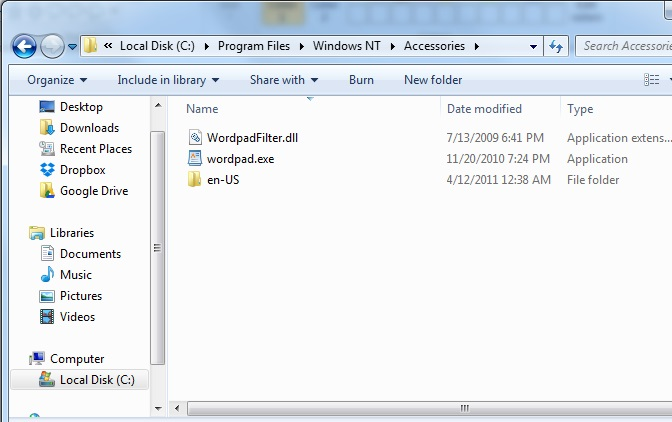 « Local Disk (C:) Program Files Windows NT Accessories Search Accessorie
Organize Include in library Share with Burn New folder
Desktop
Downloads
Recent Places
Dropbox
Google Drive
Libraries
Documents
Music
Pictures
Videos
Computer
Local Disk (C:)
Name Date modified Type
WordpadFilter.dll 7/13/2009 6:41 PM Application extens...
wordpad.exe 11/20/2010 7:24 PM Application
en-US 4/12/2011 12:38 AM File folder